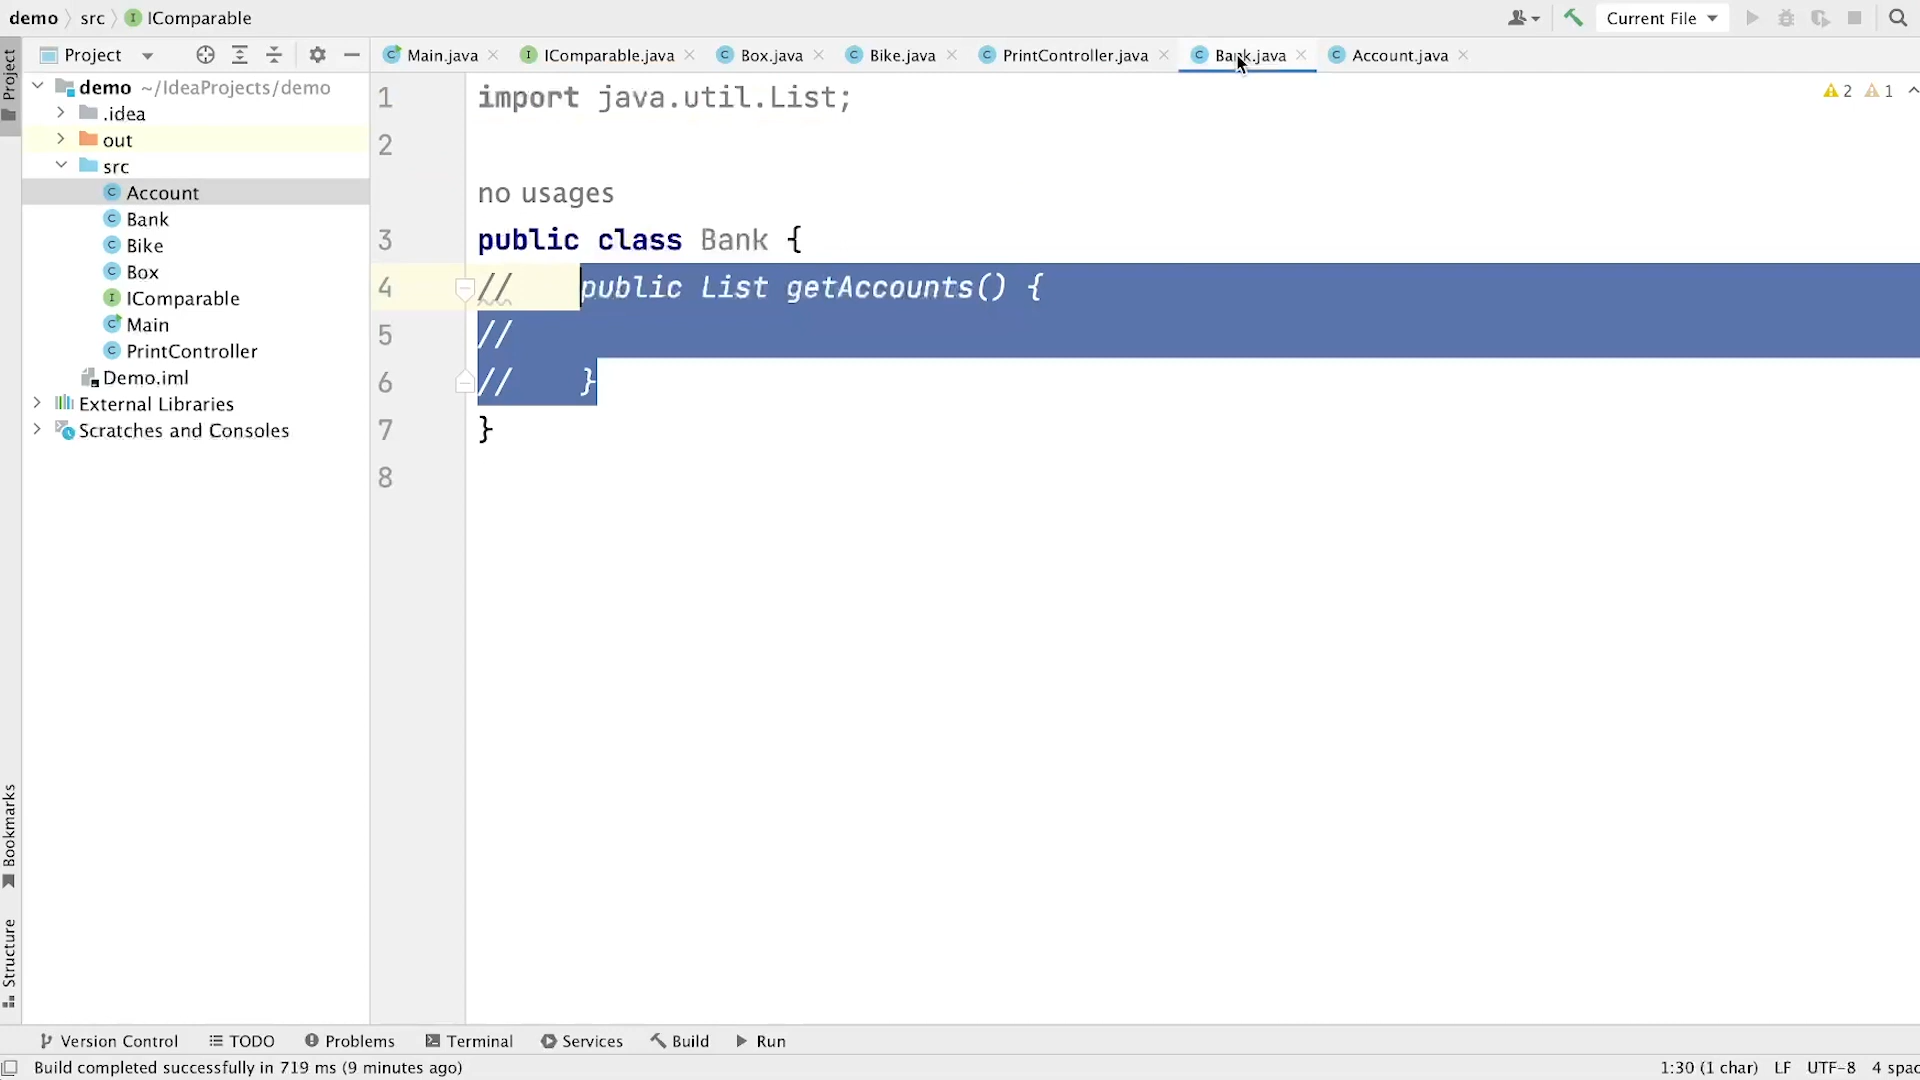 demo src IComparable
Current File
Project
Main.java
IComparable.java
Box.java
Bike.java
PrintController.java
Bank.java
Account.java
Project
demo ~/IdeaProjects/demo
.idea
out
src
Account
Bank
Bike
Box
IComparable
Main
PrintController
Demo.iml
External Libraries
Scratches and Consoles
2 1
1 import java.util.List;
2
no usages
3 public class Bank {
4 // public List getAccounts() {
5 //
6 // }
7 }
8
Bookmarks
Structure
Version Control TODO Problems Terminal Services Build Run
Build completed successfully in 719 ms (9 minutes ago)
1:30 (1 char) LF UTF-8 4 spac